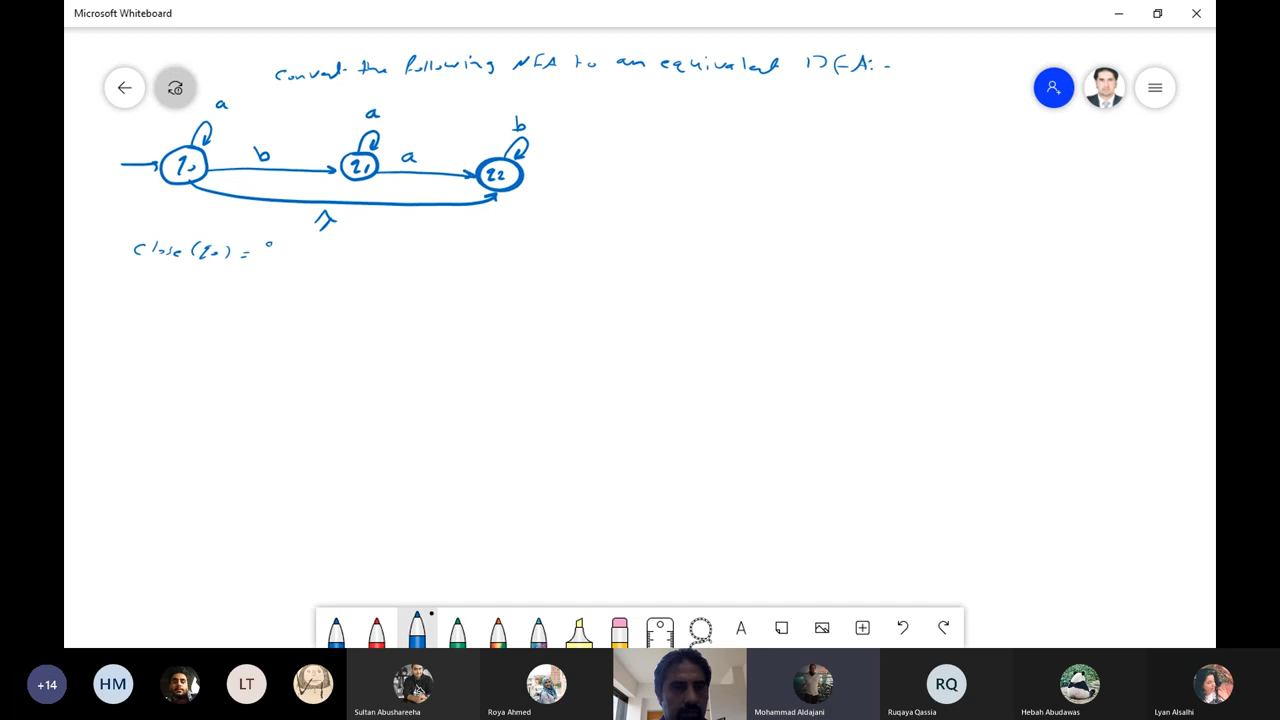 Microsoft Whiteboard
Convert the following NFA to an equivalent DFA:-
a
a
b
b
a
q0
q1
q2
λ
close(q0) =
A
+14
HM
LT
RQ
Sultan Abushareeha
Roya Ahmed
Mohammad Aldajani
Ruqaya Qassia
Hebah Abudawas
Lyan Alsalhi